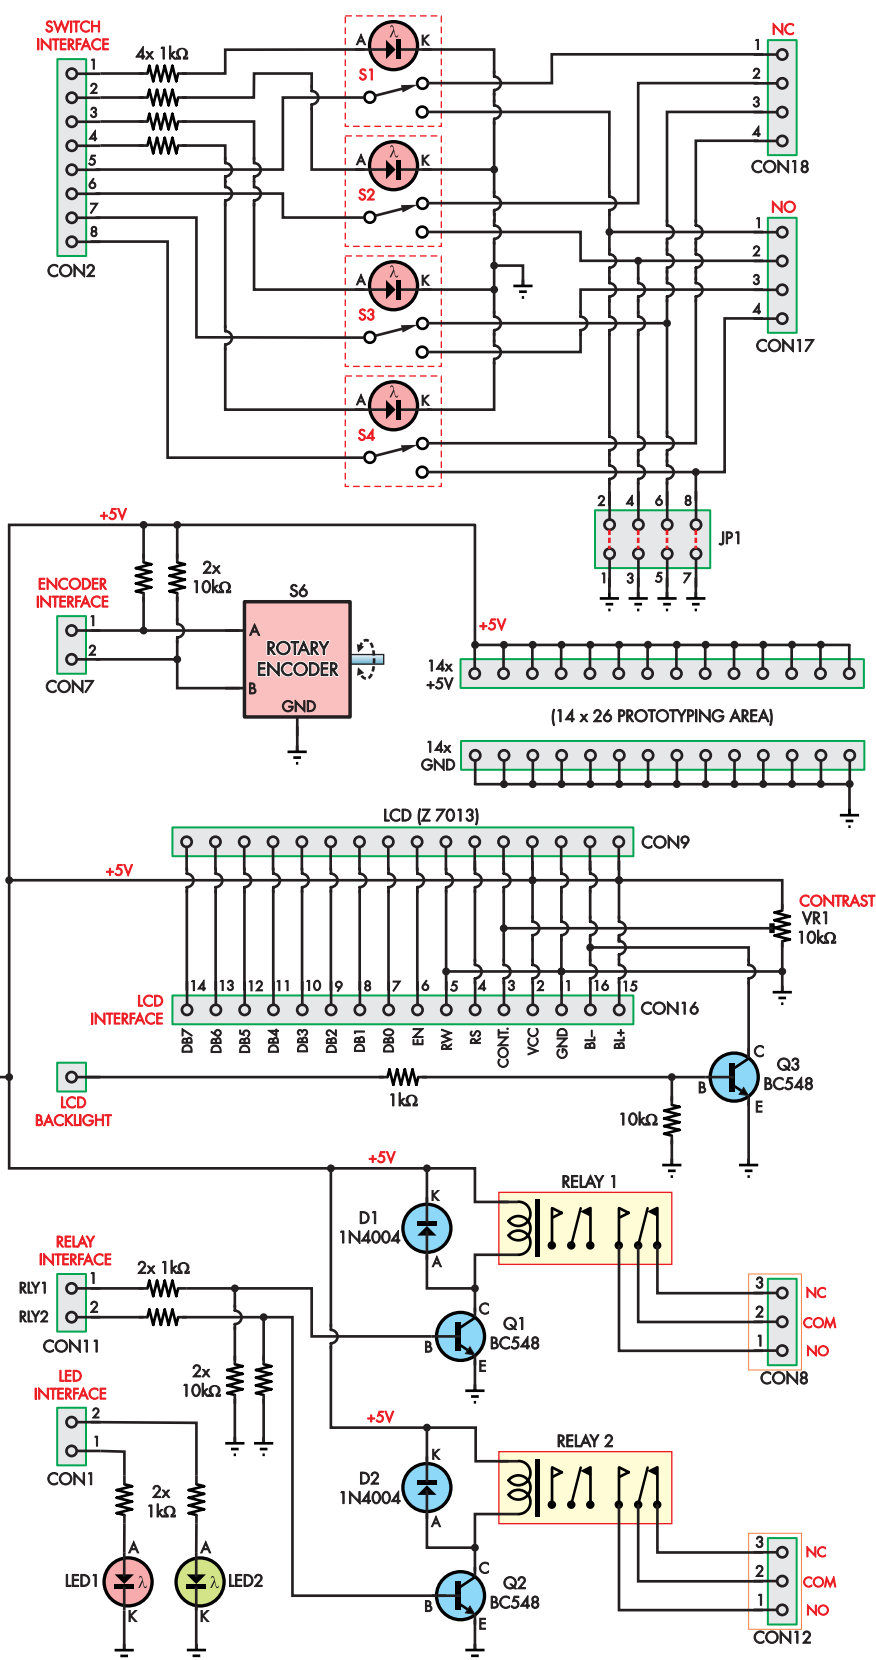 SWITCH
INTERFACE
4x 1kΩ
1
2
3
4
5
6
7
8
CON2
A λ K
S1
A λ K
S2
A λ K
S3
A λ K
S4
NC
1
2
3
4
CON18
NO
1
2
3
4
CON17
2 4 6 8
JP1
1 3 5 7
+5V
2x
10kΩ
ENCODER
INTERFACE
1
2
CON7
S6
A
ROTARY
ENCODER
B
GND
+5V
14x
+5V
(14 x 26 PROTOTYPING AREA)
14x
GND
LCD (Z 7013)
CON9
+5V
CONTRAST
VR1
10kΩ
14 13 12 11 10 9 8 7 6 5 4 3 2 1 16 15
LCD
INTERFACE
CON16
DB7 DB6 DB5 DB4 DB3 DB2 DB1 DB0 EN RW RS CONT. VCC GND BL– BL+
LCD
BACKLIGHT
1kΩ
10kΩ
B
C
E
Q3
BC548
+5V
RELAY 1
K
D1
1N4004
A
RELAY
INTERFACE
RLY1
RLY2
1
2
CON11
2x 1kΩ
2x
10kΩ
C
B
E
Q1
BC548
3 NC
2 COM
1 NO
CON8
LED
INTERFACE
2
1
CON1
2x
1kΩ
+5V
RELAY 2
K
D2
1N4004
A
A
LED1
λ
K
A
λ
LED2
K
C
B
E
Q2
BC548
3 NC
2 COM
1 NO
CON12